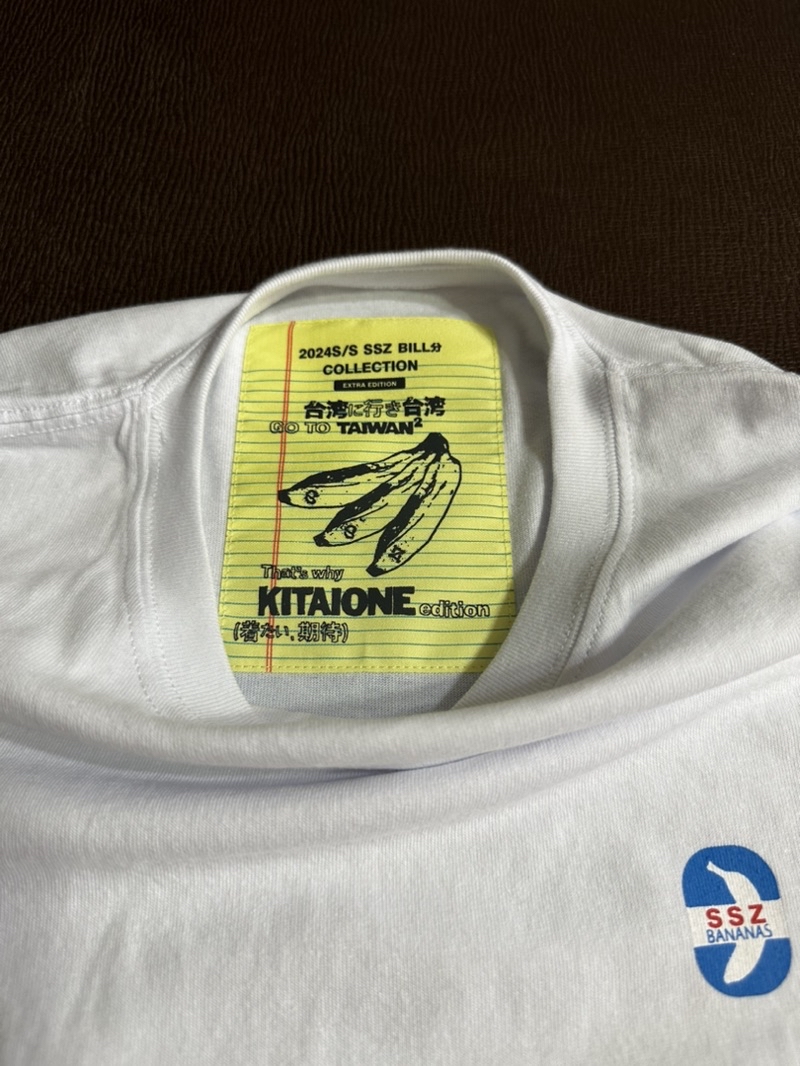 2024S/S SSZ BILL分
COLLECTION
EXTRA EDITION
台湾に行き台湾
GO TO TAIWAN²
S
S
Z
That's why
KITAIONE edition
(着たい、期待)
SSZ
BANANAS